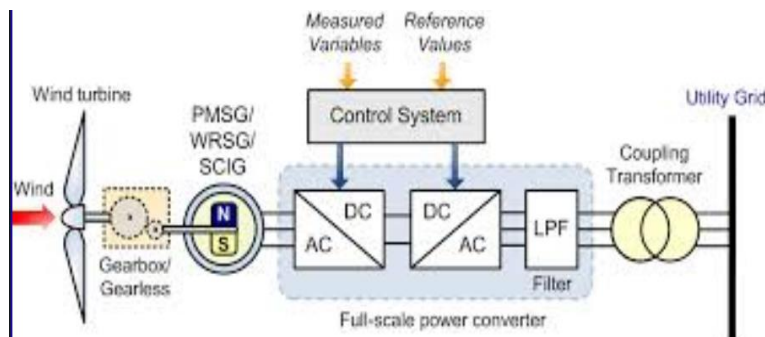 Measured
Variables
Reference
Values
Wind turbine
PMSG/
WRSG/
SCIG
Control System
Utility Grid
Coupling
Transformer
Wind
N
S
DC
AC
DC
AC
LPF
Gearbox/
Gearless
Filter
Full-scale power converter